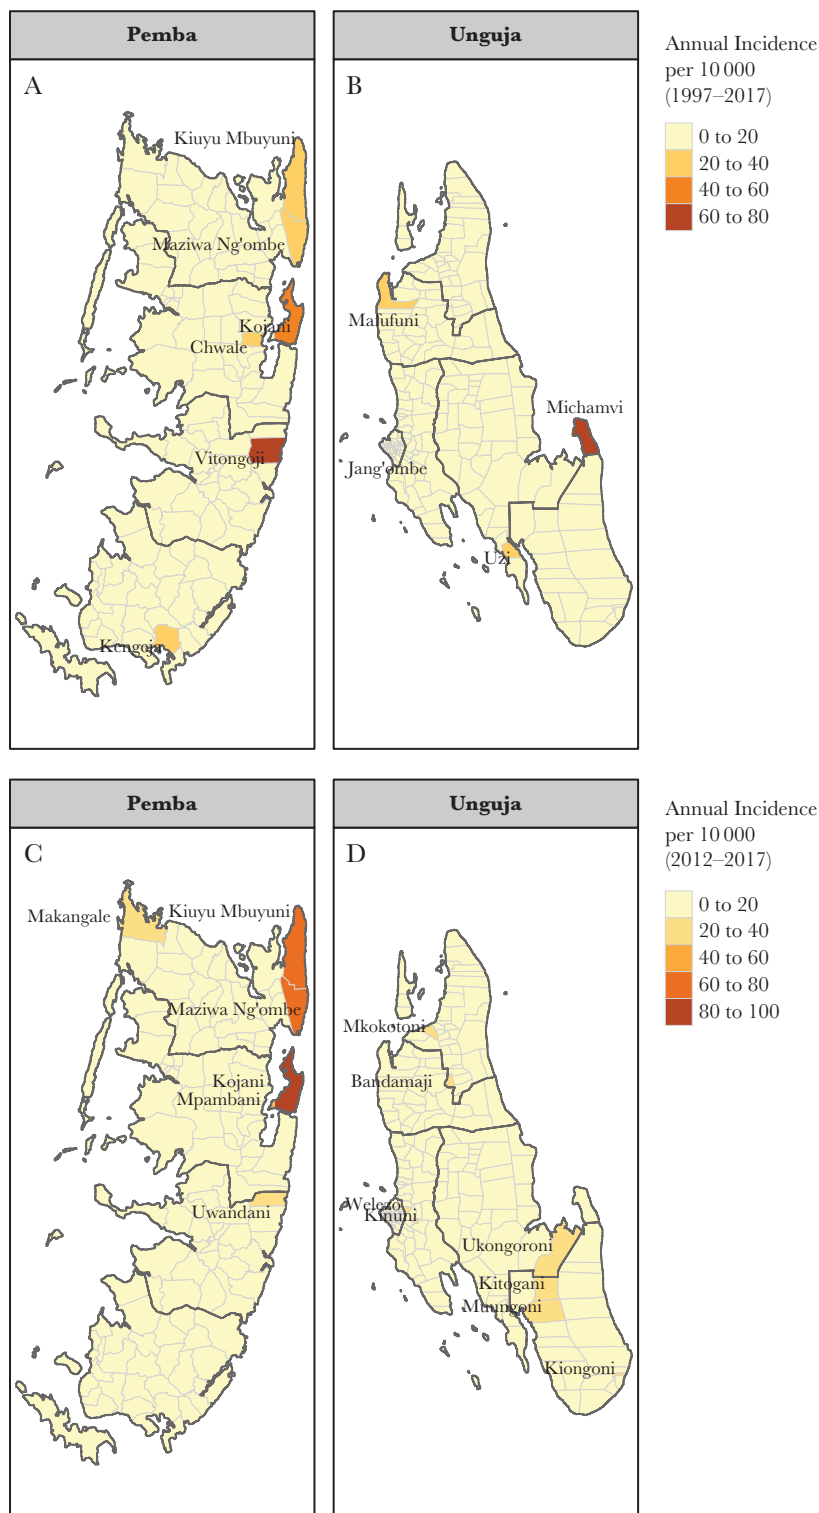 Pemba
Unguja
Annual Incidence
per 10 000
(1997–2017)
0 to 20
20 to 40
40 to 60
60 to 80
A
Kiuyu Mbuyuni
Maziwa Ng'ombe
Kojani
Chwale
Vitongoji
Kengeja
B
Mafufuni
Michamvi
Jang'ombe
Uzi
Pemba
Unguja
Annual Incidence
per 10 000
(2012–2017)
0 to 20
20 to 40
40 to 60
60 to 80
80 to 100
C
Makangale
Kiuyu Mbuyuni
Maziwa Ng'ombe
Kojani
Mpambani
Uwandani
D
Mkokotoni
Bandamaji
Welezo
Kinuni
Ukongoroni
Kitogani
Muungoni
Kiongoni